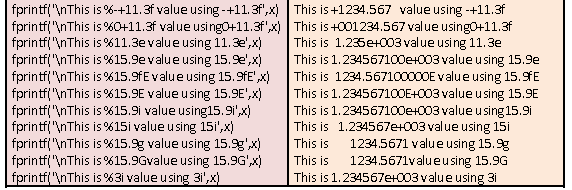 fprintf('\nThis is %-+11.3f value using -+11.3f',x) This is +1234.567 value using -+11.3f
fprintf('\nThis is %0+11.3f value using0+11.3f',x) This is +001234.567 value using0+11.3f
fprintf('\nThis is %11.3e value using 11.3e',x) This is 1.235e+003 value using 11.3e
fprintf('\nThis is %15.9e value using 15.9e',x) This is 1.234567100e+003 value using 15.9e
fprintf('\nThis is %15.9fE value using 15.9fE',x) This is 1234.567100000E value using 15.9fE
fprintf('\nThis is %15.9E value using 15.9E',x) This is 1.234567100E+003 value using 15.9E
fprintf('\nThis is %15.9i value using15.9i',x) This is 1.234567100e+003 value using15.9i
fprintf('\nThis is %15i value using 15i',x) This is 1.234567e+003 value using 15i
fprintf('\nThis is %15.9g value using 15.9g',x) This is 1234.5671 value using 15.9g
fprintf('\nThis is %15.9Gvalue using 15.9G',x) This is 1234.5671value using 15.9G
fprintf('\nThis is %3i value using 3i',x) This is 1.234567e+003 value using 3i